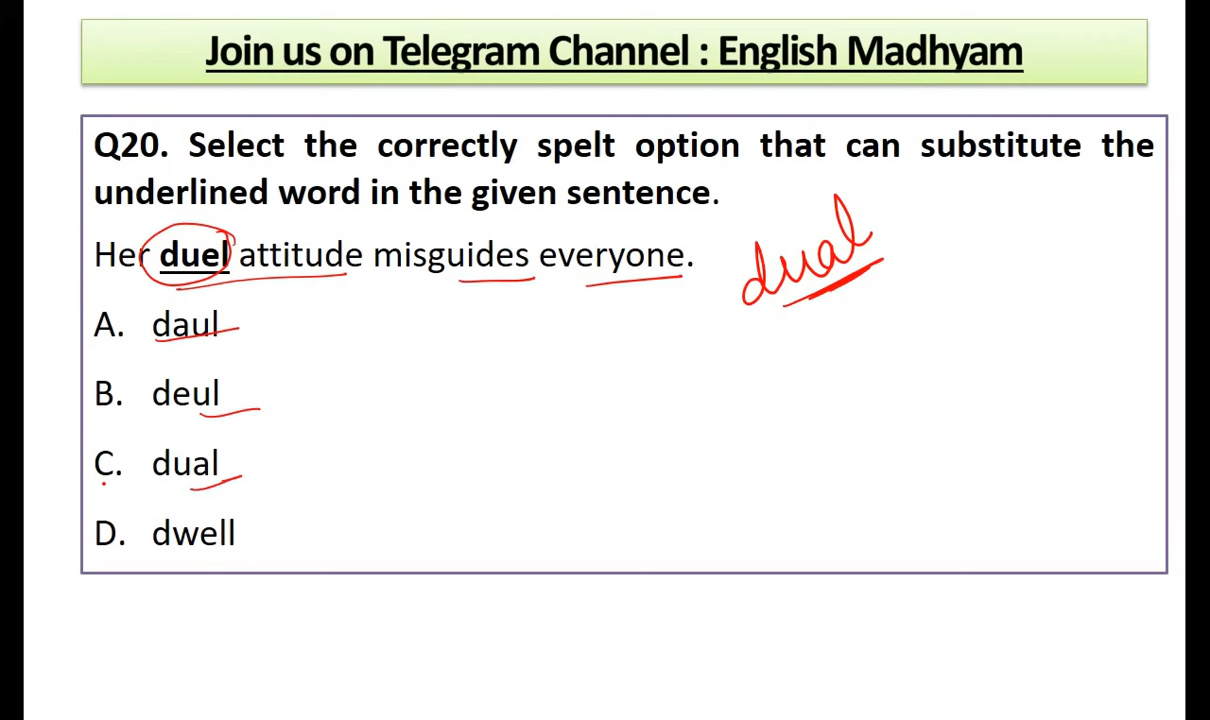 Join us on Telegram Channel : English Madhyam
Q20. Select the correctly spelt option that can substitute the
underlined word in the given sentence.
Her duel attitude misguides everyone.
dual
A. daul
B. deul
C. dual
D. dwell